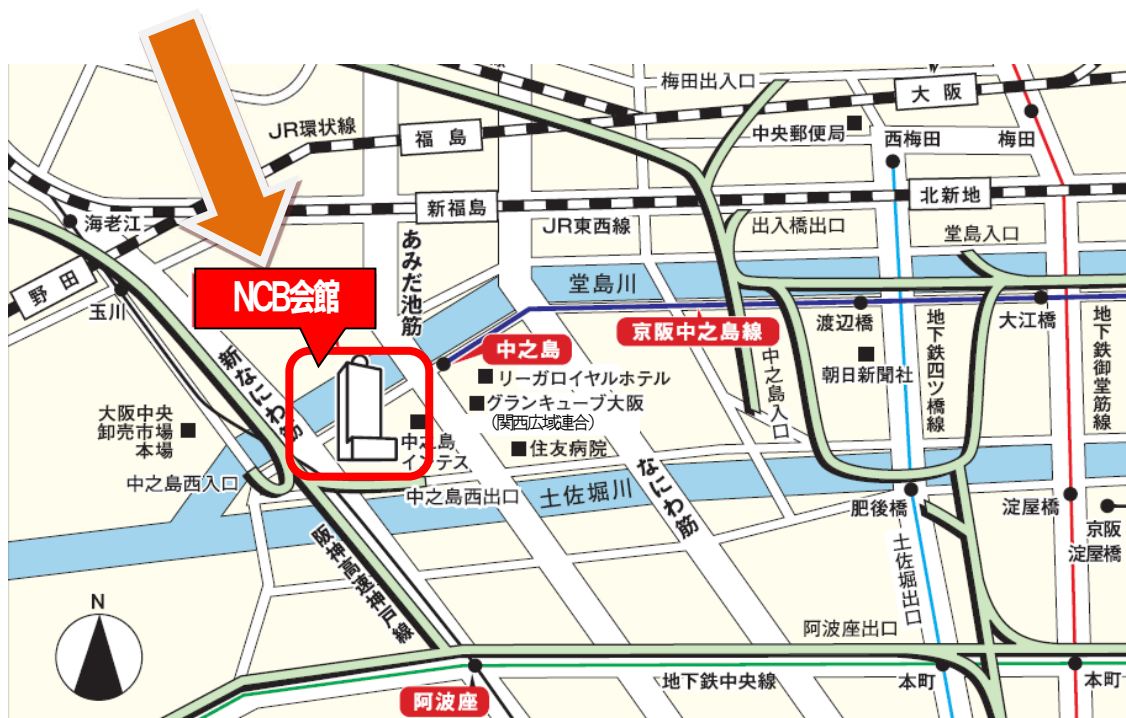 梅田出入口
大阪
JR環状線
福島
中央郵便局
西梅田
梅田
北新地
海老江
新福島
JR東西線
出入橋出口
堂島入口
あみだ池筋
野田
玉川
NCB会館
堂島川
京阪中之島線
渡辺橋
大江橋
地下鉄四ツ橋線
地下鉄御堂筋線
中之島
中之島入口
朝日新聞社
新なにわ筋
リーガロイヤルホテル
グランキューブ大阪
(関西広域連合)
大阪中央
卸売市場
本場
中之島
インテス
住友病院
なにわ筋
中之島西入口
中之島西出口
土佐堀川
肥後橋
淀屋橋
京阪
淀屋橋
阪神高速神戸線
土佐堀出口
N
阿波座出口
地下鉄中央線
本町
本町
阿波座